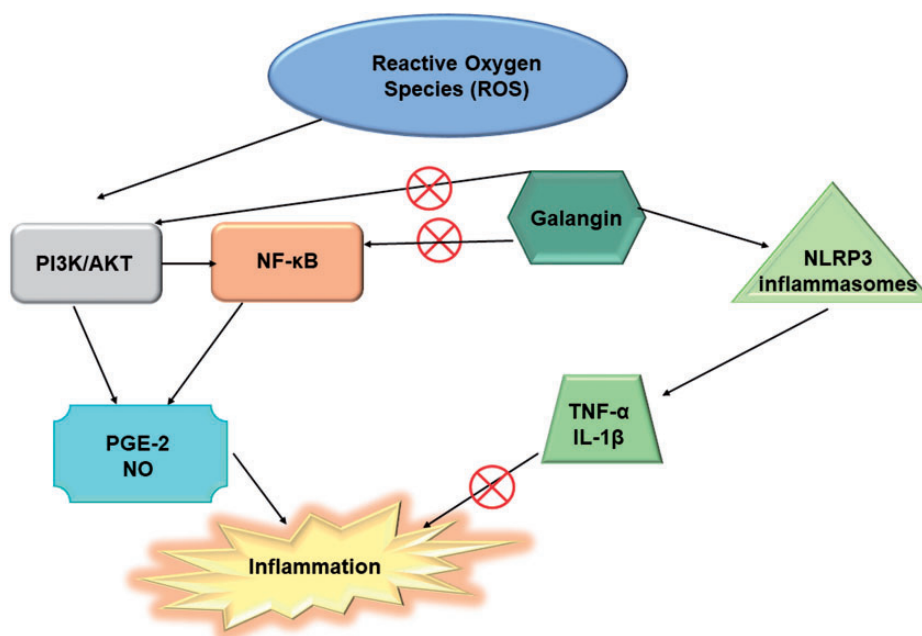 Reactive Oxygen
Species (ROS)
Galangin
PI3K/AKT
NF-κB
NLRP3
inflammasomes
TNF-α
IL-1β
PGE-2
NO
Inflammation